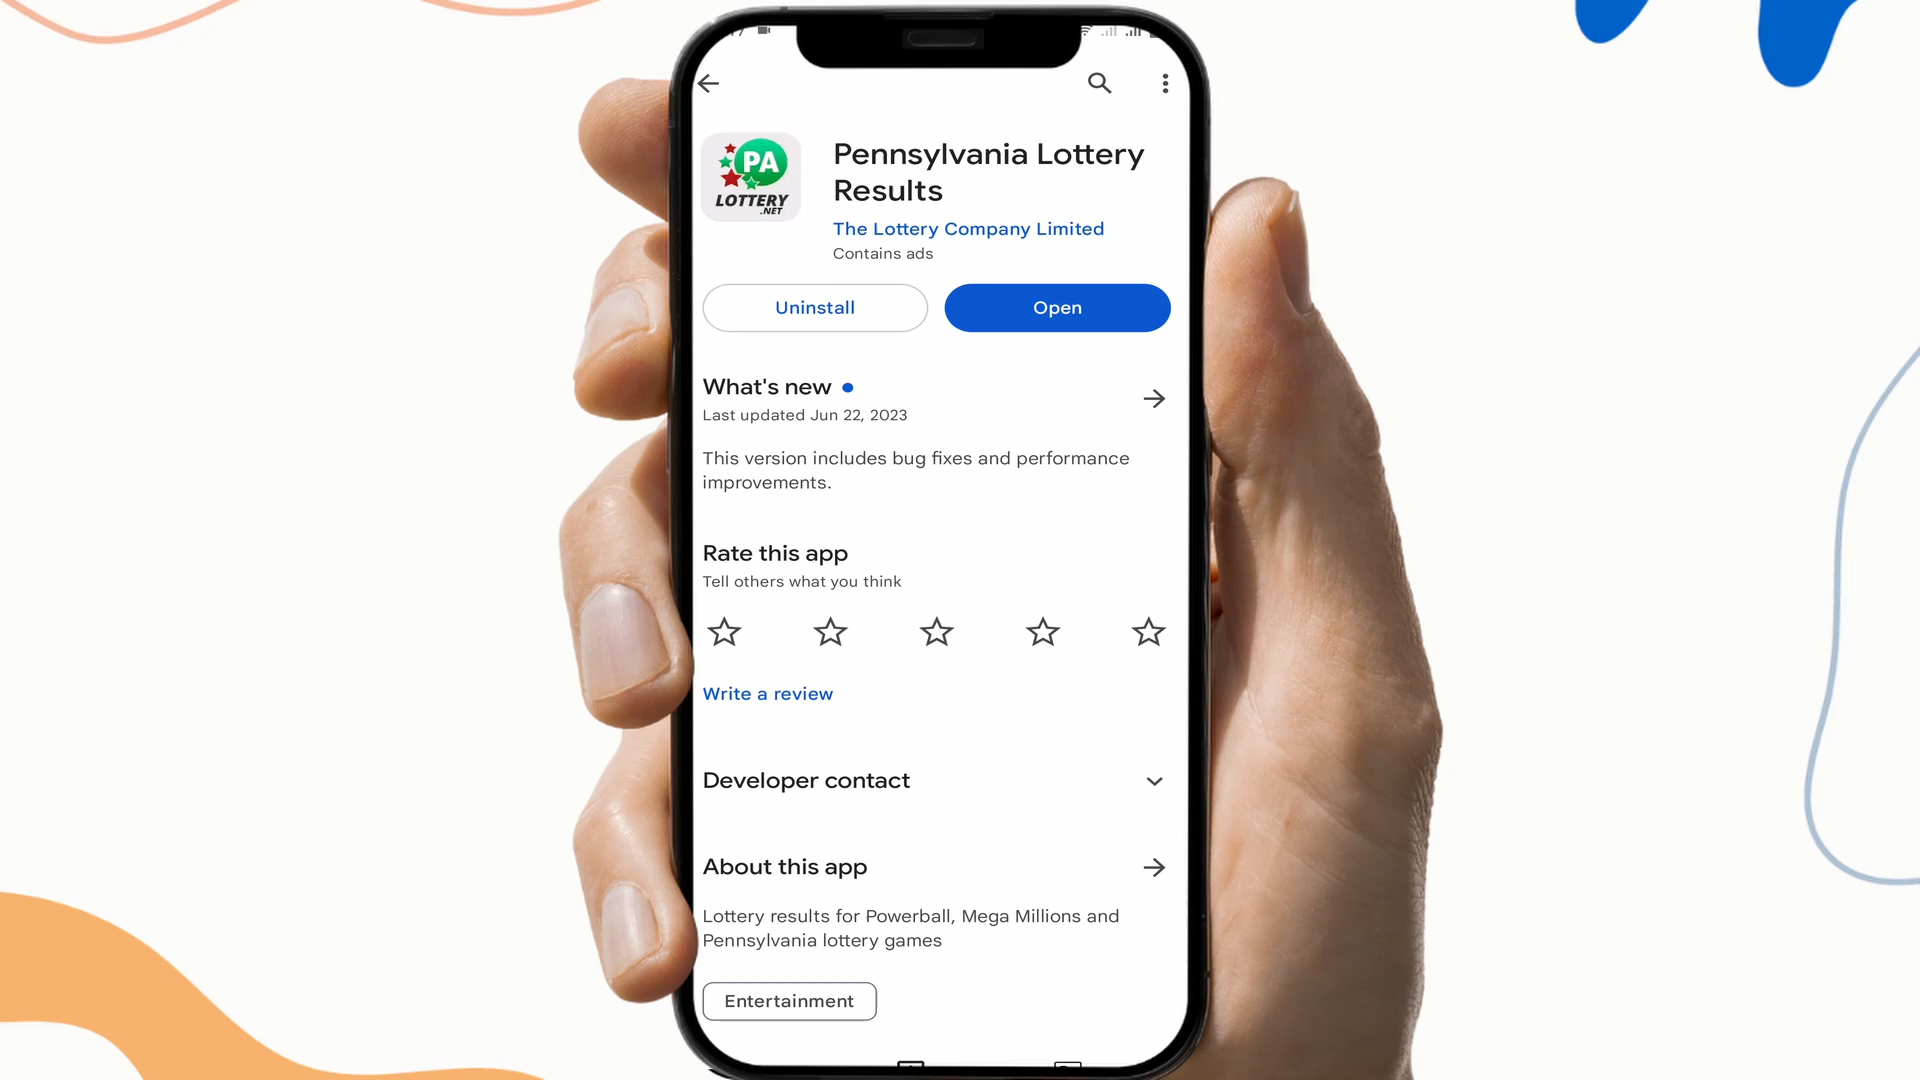 PA
LOTTERY
.NET
Pennsylvania Lottery
Results
The Lottery Company Limited
Contains ads
Uninstall
Open
What's new
Last updated Jun 22, 2023
This version includes bug fixes and performance
improvements.
Rate this app
Tell others what you think
Write a review
Developer contact
About this app
Lottery results for Powerball, Mega Millions and
Pennsylvania lottery games
Entertainment